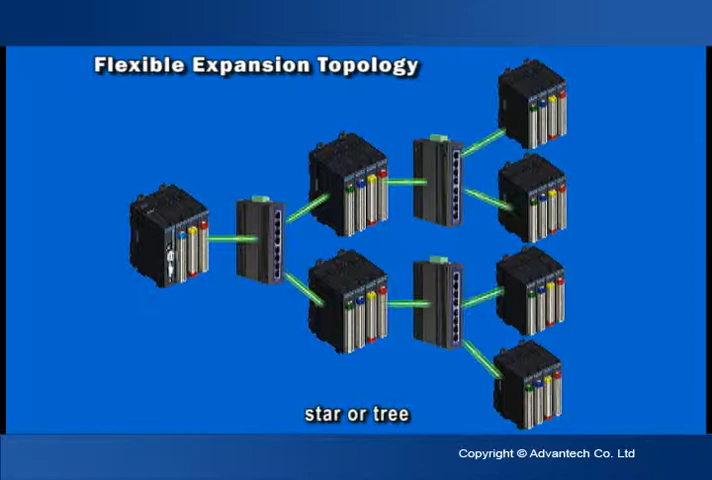 Flexible Expansion Topology
star or tree
Copyright © Advantech Co. Ltd